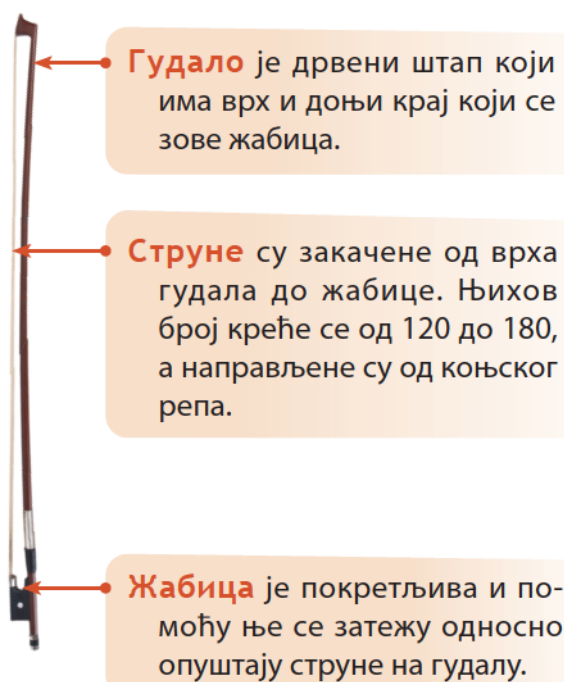 Гудало је дрвени штап који
има врх и доњи крај који се
зове жабица.
Струне су закачене од врха
гудала до жабице. Њихов
број креће се од 120 до 180,
а направљене су од коњског
репа.
Жабица је покретљива и по-
моћу ње се затежу односно
опуштају струне на гудалу.